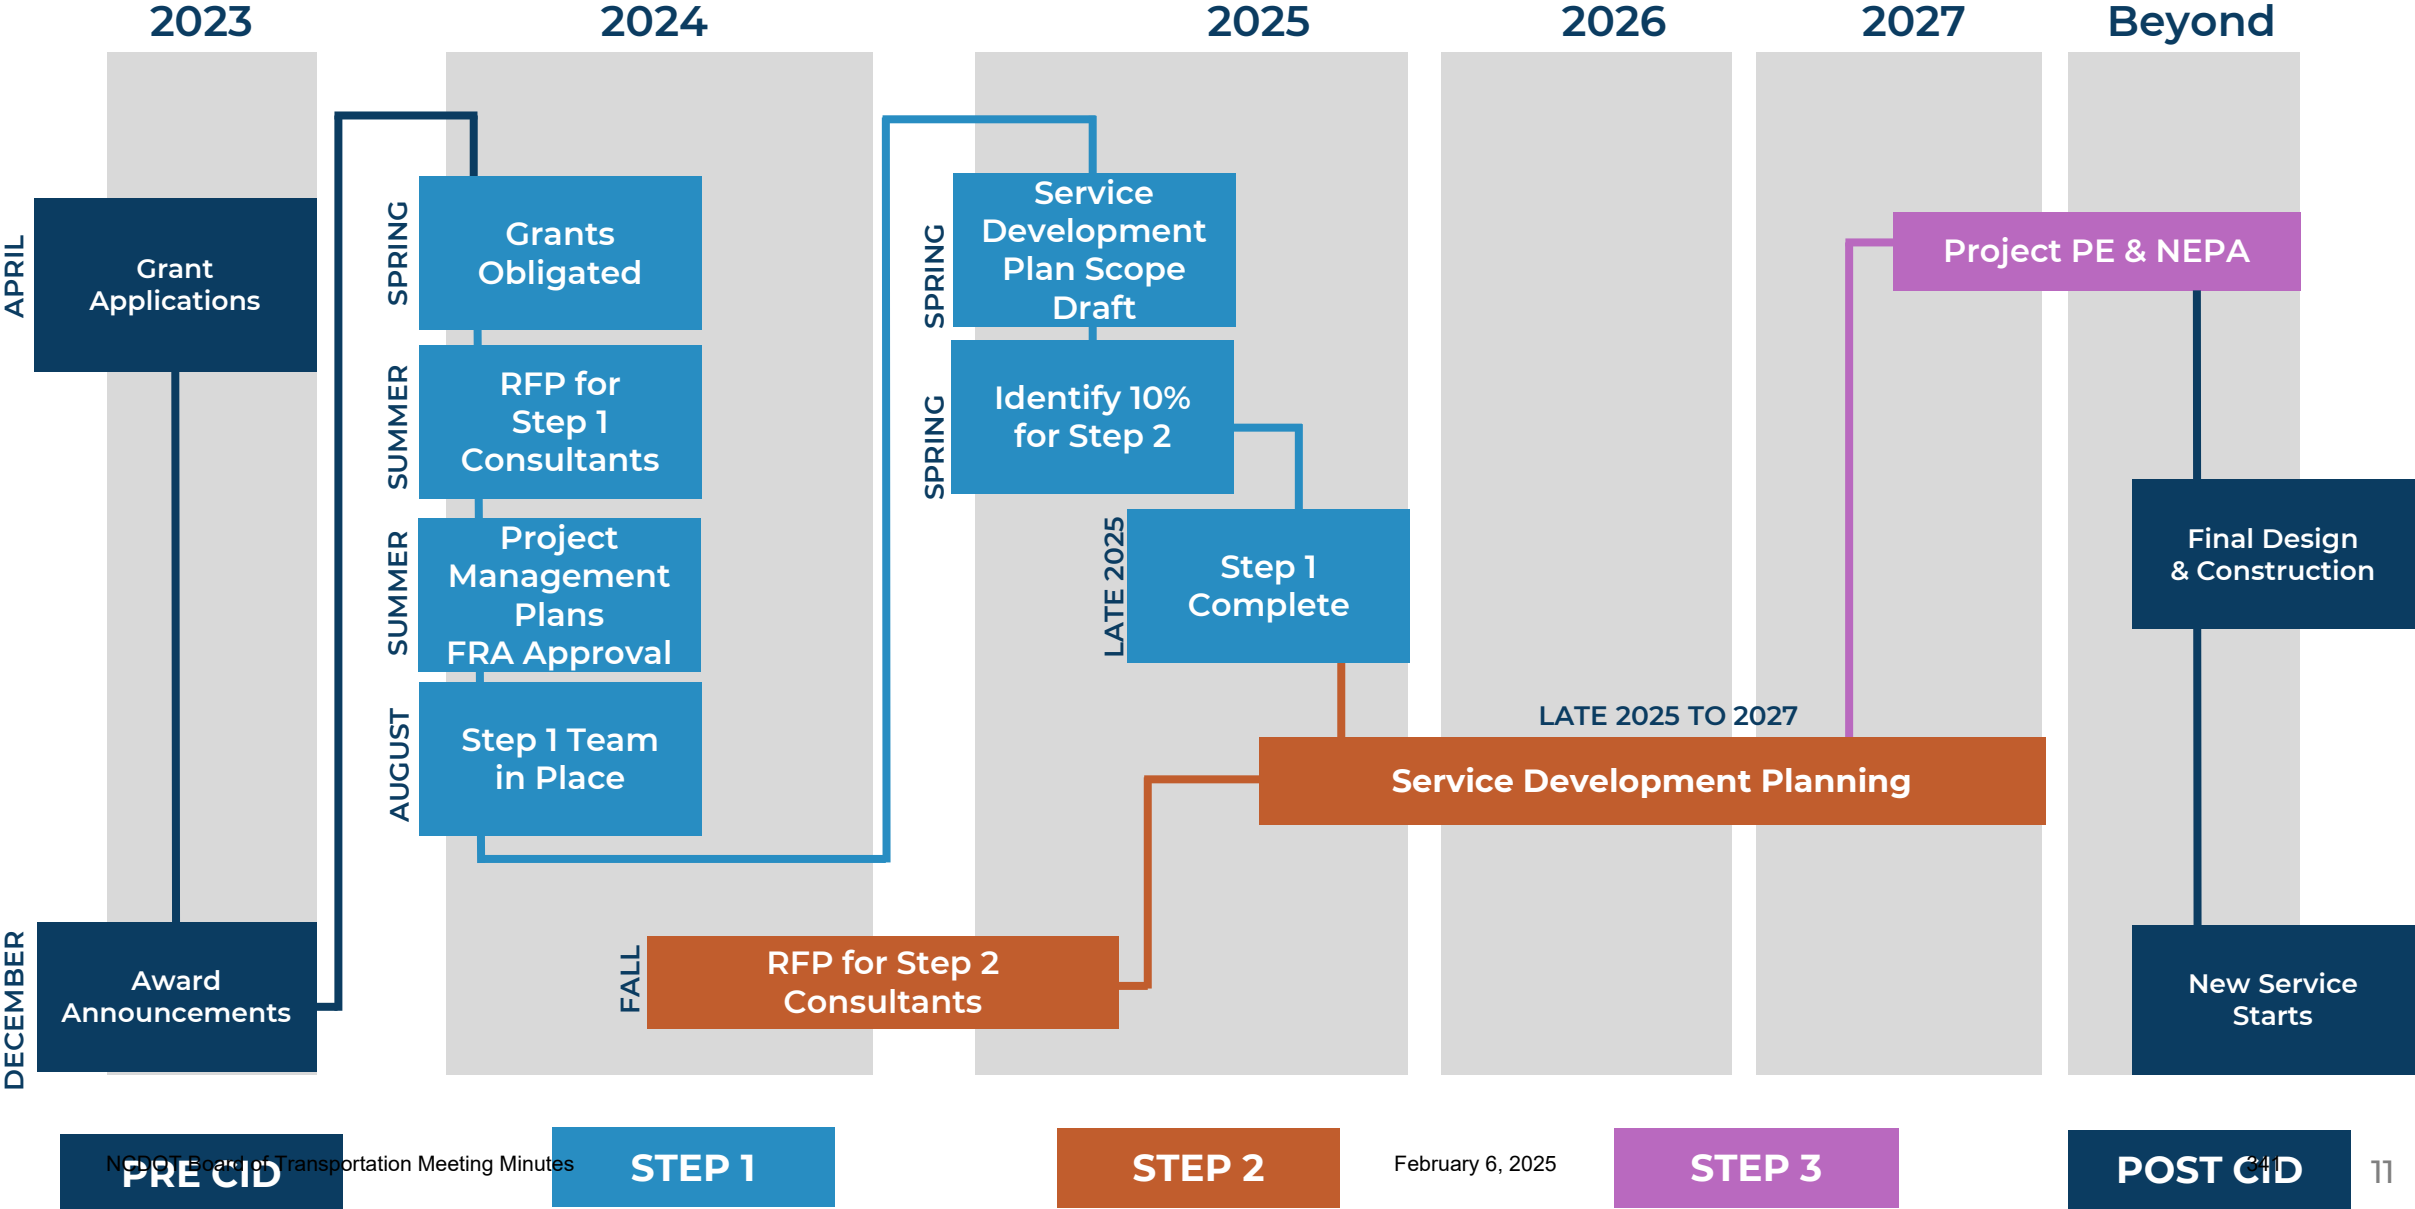 2023
2024
2025
2026
2027
Beyond
APRIL
Grant
Applications
DECEMBER
Award
Announcements
SPRING
Grants
Obligated
SUMMER
RFP for
Step 1
Consultants
SUMMER
Project
Management
Plans
FRA Approval
AUGUST
Step 1 Team
in Place
FALL
RFP for Step 2
Consultants
SPRING
Service
Development
Plan Scope
Draft
SPRING
Identify 10%
for Step 2
LATE 2025
Step 1
Complete
LATE 2025 TO 2027
Service Development Planning
Project PE & NEPA
Final Design
& Construction
New Service
Starts
PRE CID
STEP 1
STEP 2
STEP 3
POST CID
NCDOT Board of Transportation Meeting Minutes
February 6, 2025
341
11